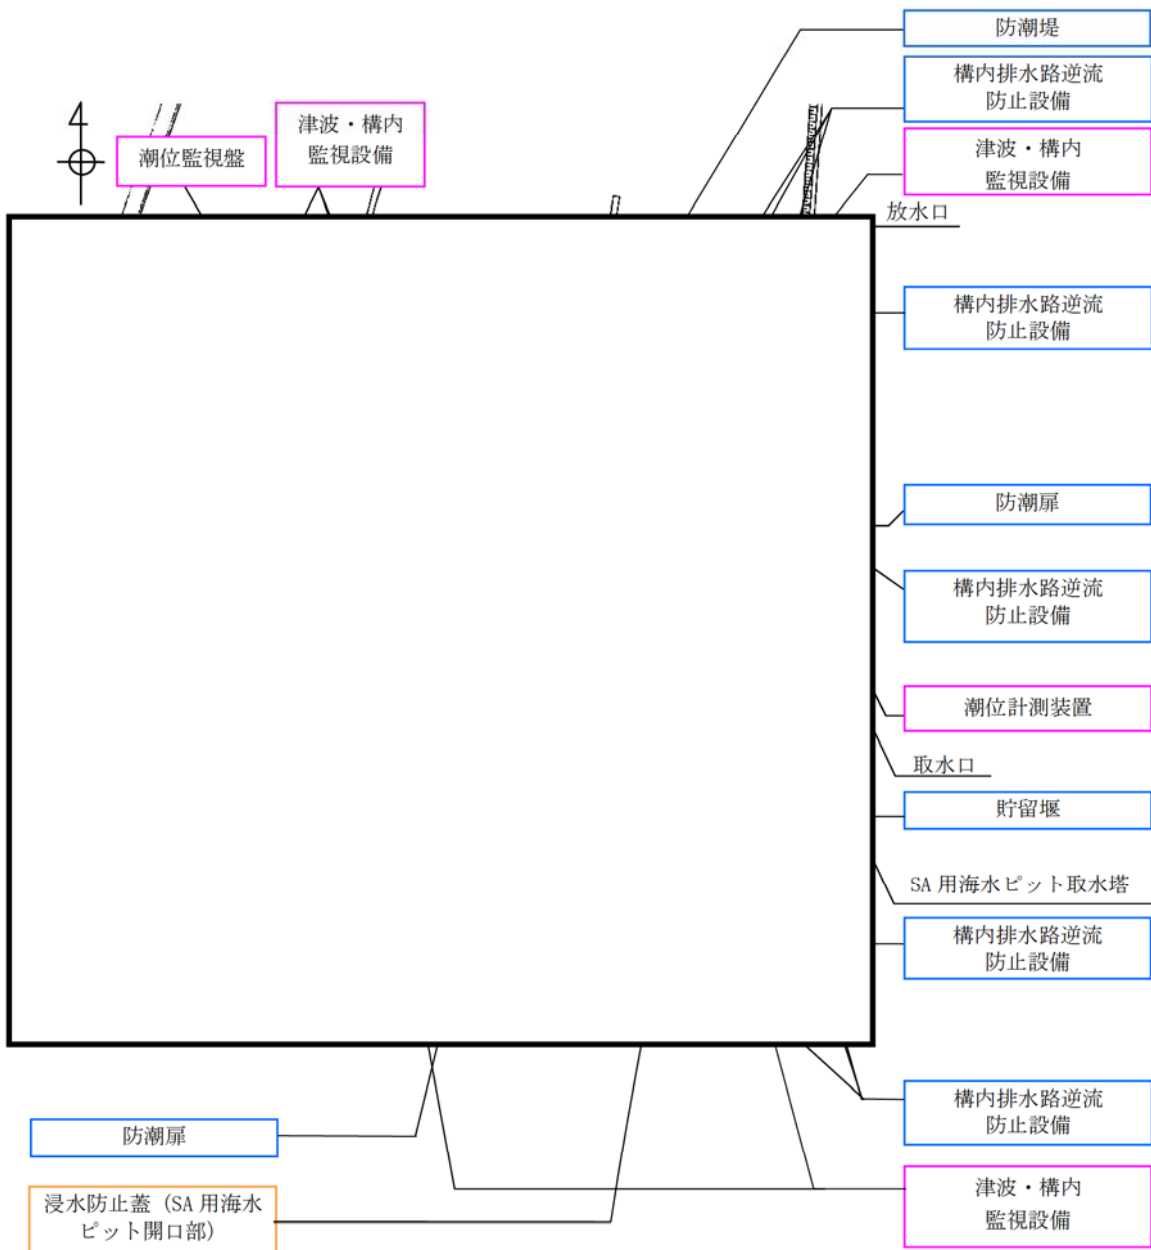 防潮堤
構内排水路逆流
防止設備
津波・構内
監視設備
潮位監視盤
津波・構内
監視設備
放水口
構内排水路逆流
防止設備
防潮扉
構内排水路逆流
防止設備
潮位計測装置
取水口
貯留堰
SA 用海水ピット取水塔
構内排水路逆流
防止設備
構内排水路逆流
防止設備
防潮扉
津波・構内
監視設備
浸水防止蓋（SA 用海水
ピット開口部）